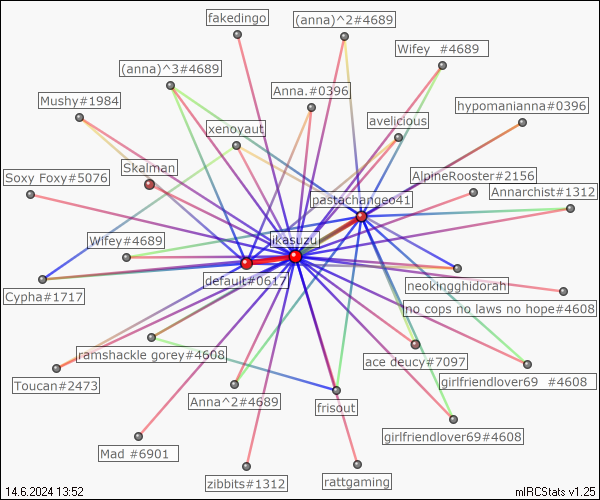 fakedingo
(anna)^2#4689
Wifey  #4689
(anna)^3#4689
Anna.#0396
Mushy#1984
hypomanianna#0396
avelicious
xenoyaut
Skaiman
AlpineRooster#2156
Soxy Foxy#5076
Annarchist#1312
pastachangeo41
Wifey#4689
ikasuzu
default#0617
neokingghidorah
Cypha#1717
no cops no laws no hope#4608
ramshackle gorey#4608
ace deucy#7097
Toucan#2473
girlfriendlover69  #4608
Anna^2#4689
frisout
girlfriendlover69#4608
Mad #6901
zibbits#1312
rattgaming
14.6.2024 13:52
mIRCStats v1.25